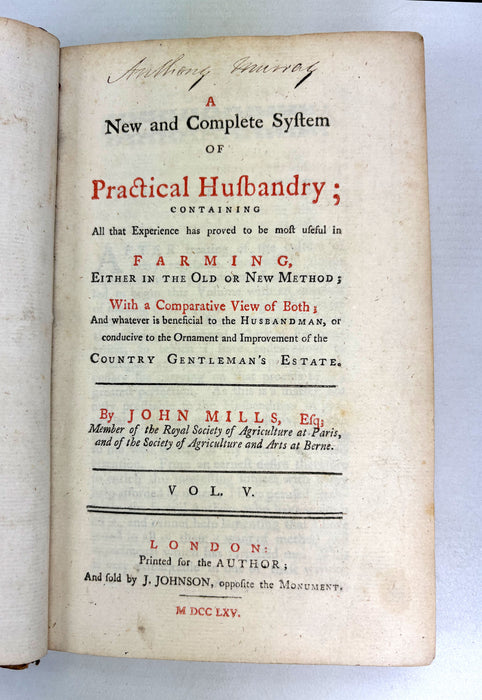 Anthony Murray
A
New and Complete Syſtem
OF
Practical Huſbandry;
CONTAINING
All that Experience has proved to be moſt uſeful in
FARMING,
EITHER IN THE OLD OR NEW METHOD;
With a Comparative View of Both;
And whatever is beneficial to the HUSBANDMAN, or
conducive to the Ornament and Improvement of the
COUNTRY GENTLEMAN'S ESTATE.
By JOHN MILLS, Eſq;
Member of the Royal Society of Agriculture at Paris,
and of the Society of Agriculture and Arts at Berne.
VOL. V.
LONDON:
Printed for the AUTHOR;
And ſold by J. JOHNSON, oppoſite the MONUMENT.
M DCC LXV.